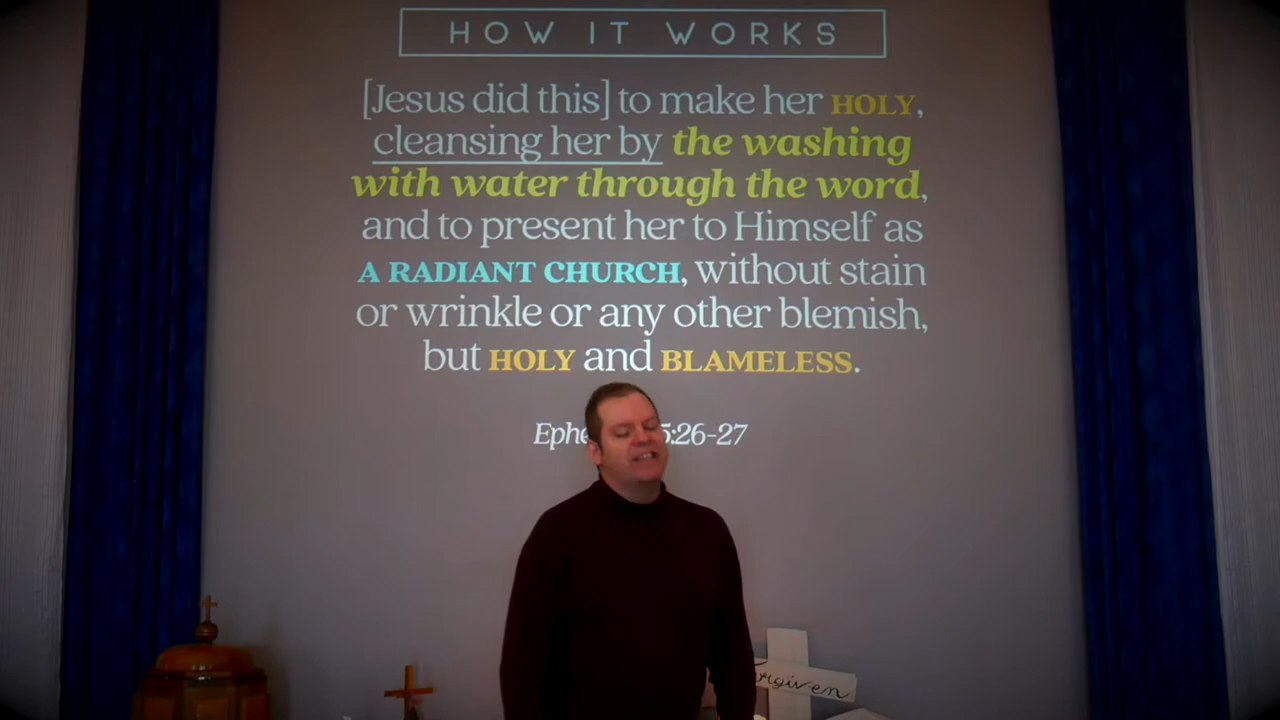 HOW IT WORKS
[Jesus did this] to make her HOLY,
cleansing her by the washing
with water through the word,
and to present her to Himself as
A RADIANT CHURCH, without stain
or wrinkle or any other blemish,
but HOLY and BLAMELESS.
Ephe 5:26-27
orgiven